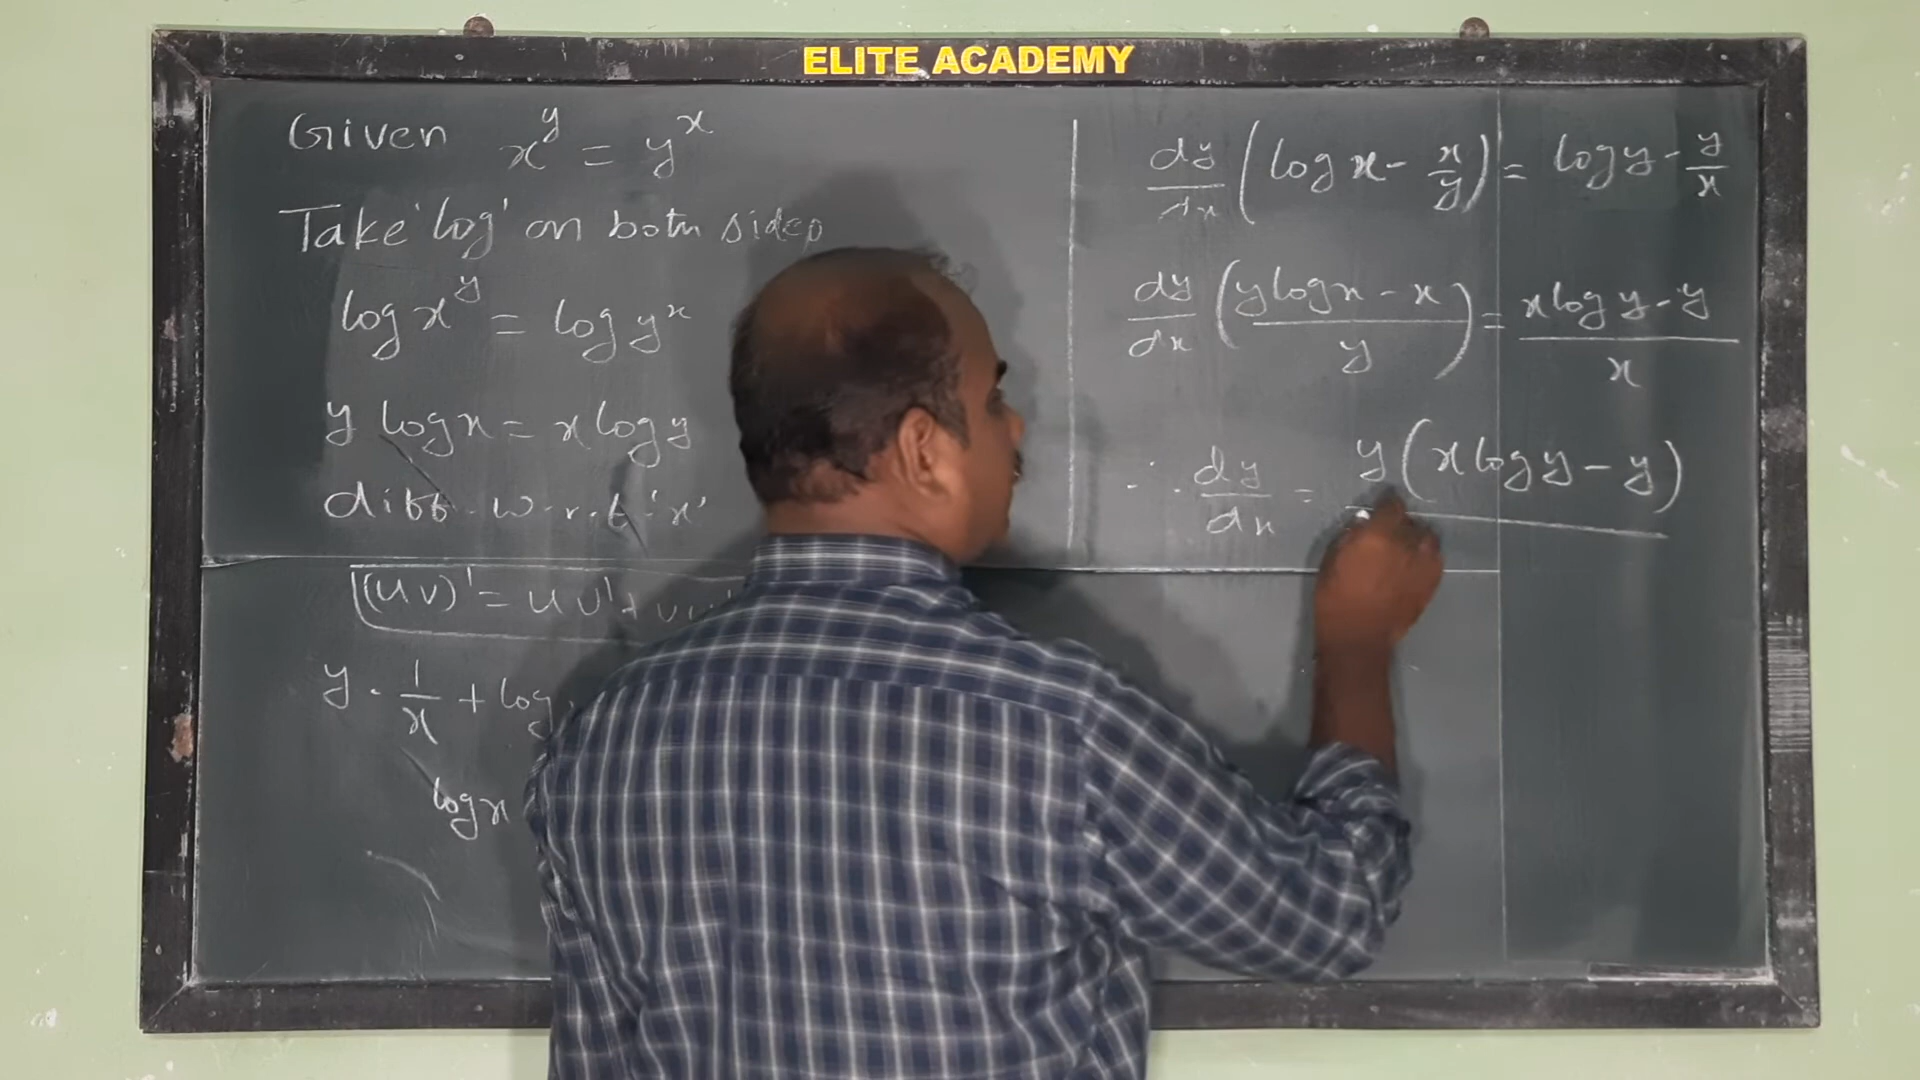 ELITE ACADEMY
Given x^y = y^x
Take 'log' on both sides
log x^y = log y^x
y log x = x log y
diff. w.r.t. 'x'
(uv)' = uv' + v
y · 1/x + log
log x
dy/dx (log x - x/y) = log y - y/x
dy/dx ((y log x - x)/y) = (x log y - y)/x
∴ dy/dx = y(x log y - y)